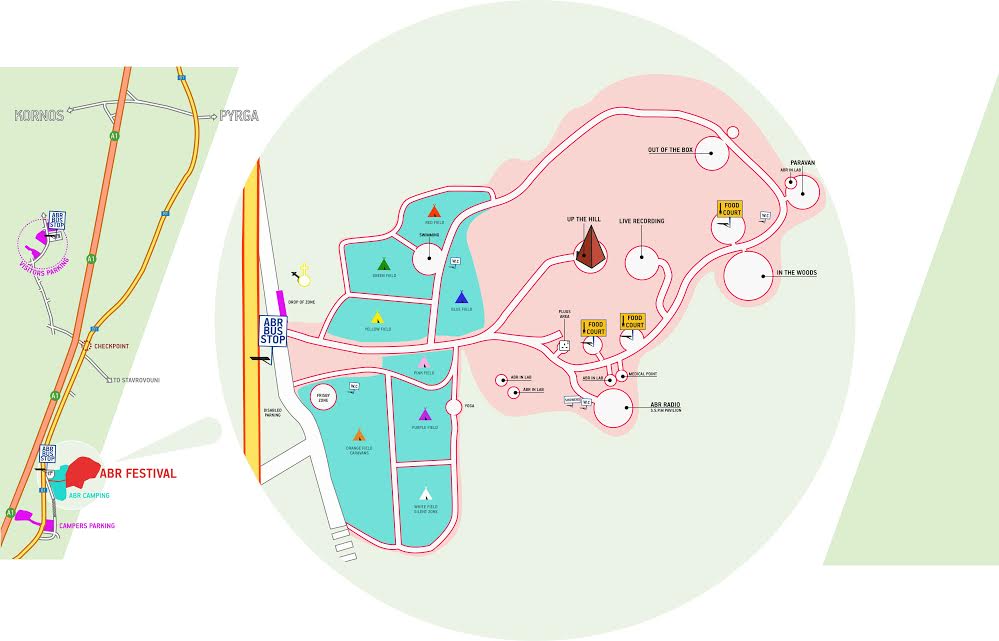 KORNOS
PYRGA
A1
A1
ABR
BUS
STOP
VISITORS PARKING
CHECKPOINT
TO STAVROVOUNI
A1
ABR
BUS
STOP
ABR FESTIVAL
ABR CAMPING
A1
CAMPERS PARKING
DROP OF ZONE
ABR
BUS
STOP
DISABLED
PARKING
RED FIELD
SWIMMING
GREEN FIELD
W.C
BLUE FIELD
YELLOW FIELD
PINK FIELD
FRISBY
ZONE
W.C
PURPLE FIELD
YOGA
ORANGE FIELD
CARAVANS
WHITE FIELD
SILENT ZONE
OUT OF THE BOX
PARAVAN
ABR IN LAB
FOOD
COURT
W.C
UP THE HILL
LIVE RECORDING
IN THE WOODS
PLUGS
AREA
FOOD
COURT
FOOD
COURT
ABR IN LAB
ABR IN LAB
ABR IN LAB
MEDICAL POINT
SHOWERS
W.C
ABR RADIO
S.S.P.M PAVILION